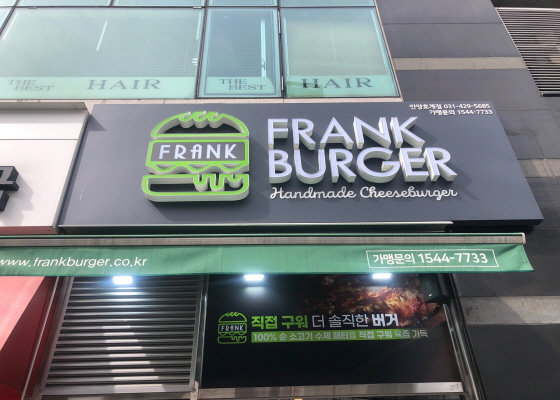 THE BEST HAIR THE BEST HAIR
안양호계점 031-429-5685
가맹문의 1544-7733
FRANK
FRANK
BURGER
Handmade Cheeseburger
www.frankburger.co.kr
가맹문의 1544-7733
FRANK
직접 구워 더 솔직한 버거
100% 순 소고기 수제 패티를 직접 구워 육즙 가득